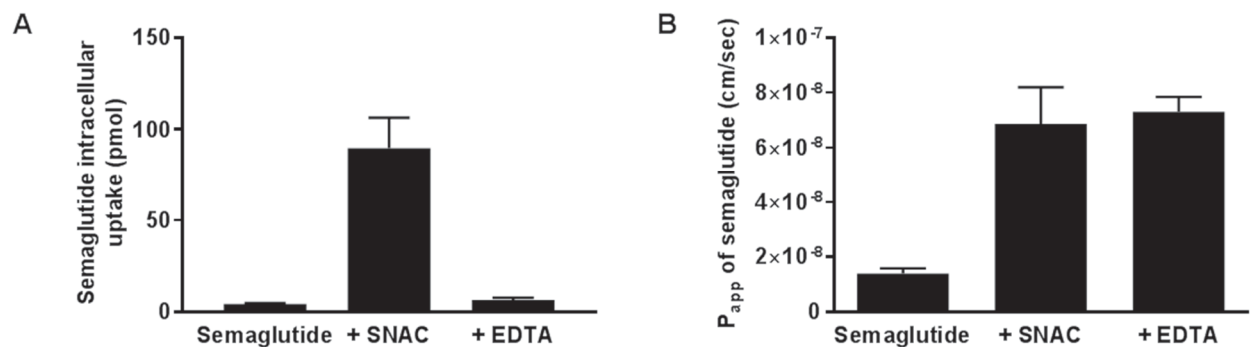 A
Semaglutide intracellular
uptake (pmol)
150
100
50
0
Semaglutide + SNAC + EDTA
B
Papp of semaglutide (cm/sec)
1×10-7
8×10-8
6×10-8
4×10-8
2×10-8
0
Semaglutide + SNAC + EDTA